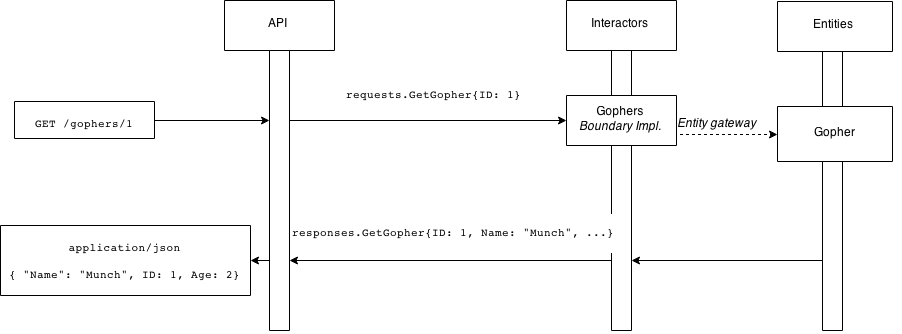 API
Interactors
Entities
requests.GetGopher{ID: 1}
GET /gophers/1
Gophers
Boundary Impl.
Entity gateway
Gopher
responses.GetGopher{ID: 1, Name: "Munch", ...}
application/json
{ "Name": "Munch", ID: 1, Age: 2}